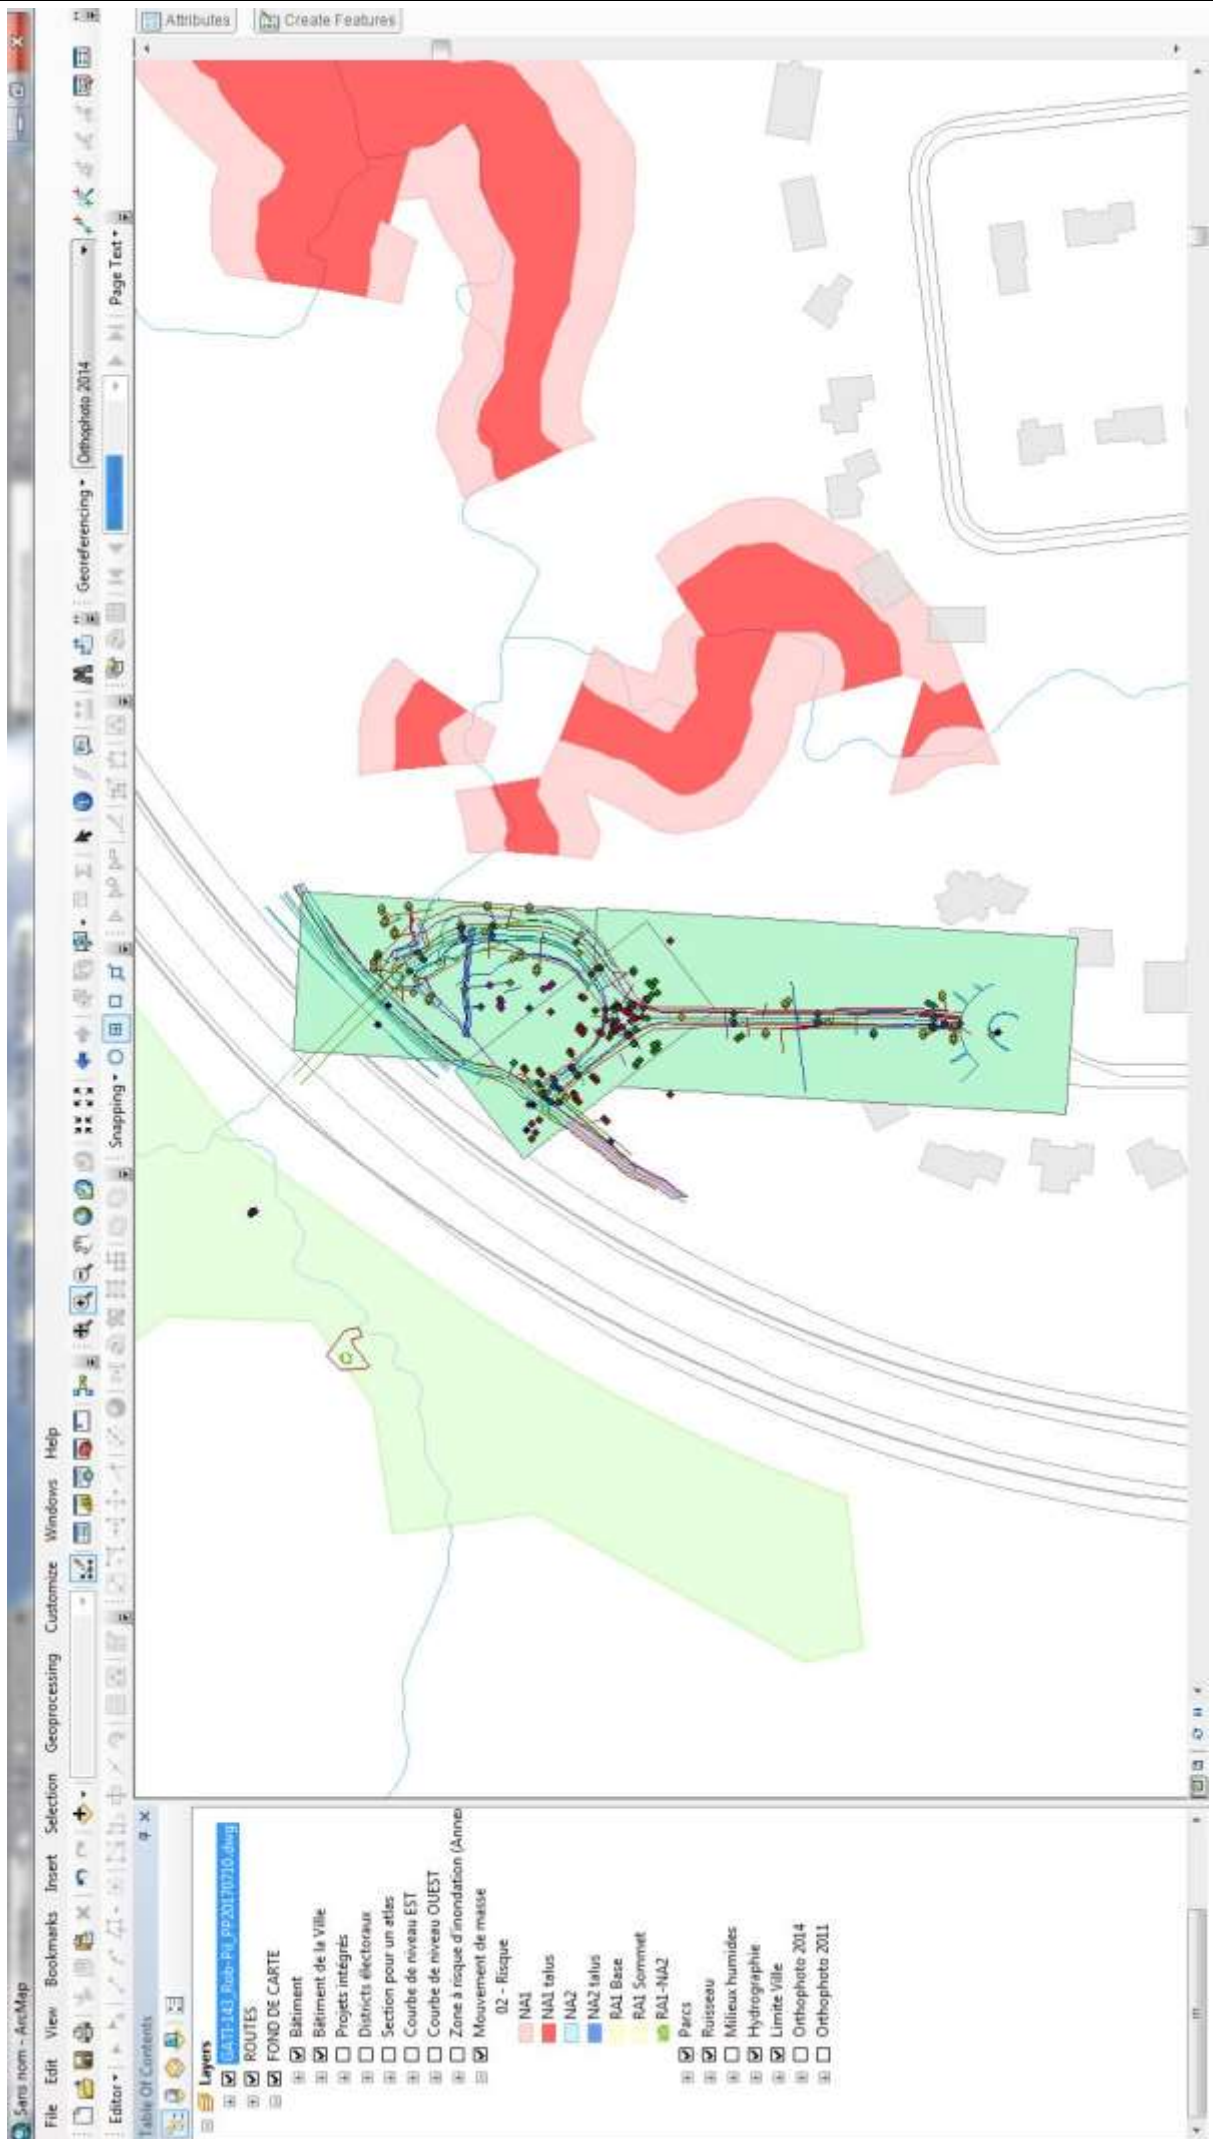 Sans nom - ArcMap
File Edit View Bookmarks Insert Selection Geoprocessing Customize Windows Help
Georeferencing
Orthophoto 2014
Editor
Snapping
Page Text
Table Of Contents
Layers
GATI-143_Rob-Pil_PP20170710.dwg
ROUTES
FOND DE CARTE
Bâtiment
Bâtiment de la Ville
Projets intégrés
Districts électoraux
Section pour un atlas
Courbe de niveau EST
Courbe de niveau OUEST
Zone à risque d'inondation (Annex
Mouvement de masse
02 - Risque
NA1
NA1 talus
NA2
NA2 talus
RA1 Base
RA1 Sommet
RA1-NA2
Parcs
Ruisseau
Milieux humides
Hydrographie
Limite Ville
Orthophoto 2014
Orthophoto 2011
Attributes
Create Features